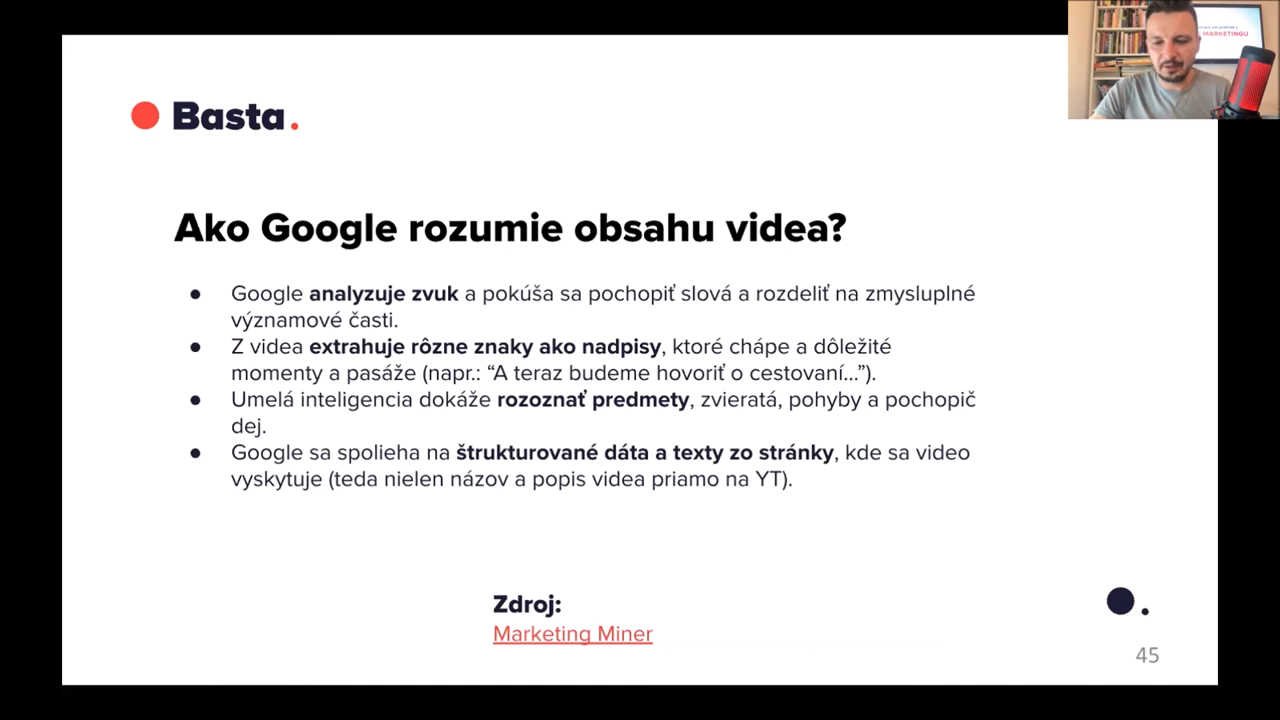 MARKETINGU
Basta.
Ako Google rozumie obsahu videa?
● Google analyzuje zvuk a pokúša sa pochopiť slová a rozdeliť na zmysluplné
významové časti.
● Z videa extrahuje rôzne znaky ako nadpisy, ktoré chápe a dôležité
momenty a pasáže (napr.: “A teraz budeme hovoriť o cestovaní...”).
● Umelá inteligencia dokáže rozoznať predmety, zvieratá, pohyby a pochopič
dej.
● Google sa spolieha na štrukturované dáta a texty zo stránky, kde sa video
vyskytuje (teda nielen názov a popis videa priamo na YT).
Zdroj:
Marketing Miner
45